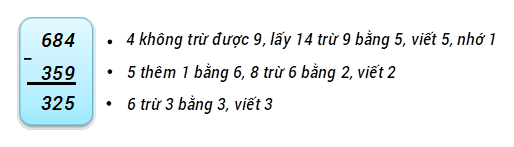 684
−
359
325
• 4 không trừ được 9, lấy 14 trừ 9 bằng 5, viết 5, nhớ 1
• 5 thêm 1 bằng 6, 8 trừ 6 bằng 2, viết 2
• 6 trừ 3 bằng 3, viết 3